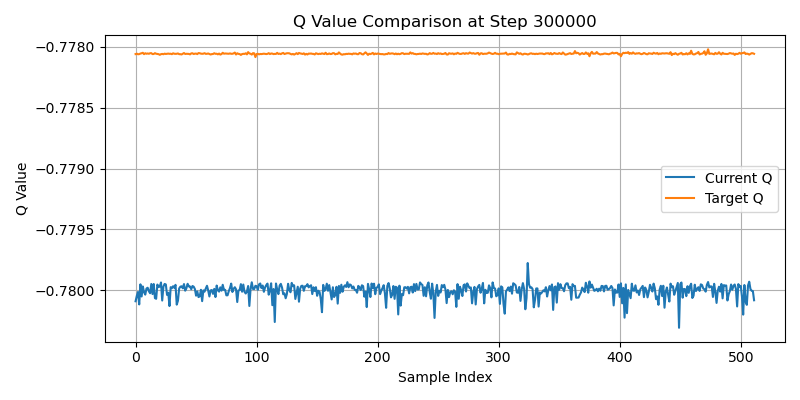 Q Value Comparison at Step 300000
Q Value
−0.7780
−0.7785
−0.7790
−0.7795
−0.7800
Current Q
Target Q
0 100 200 300 400 500
Sample Index